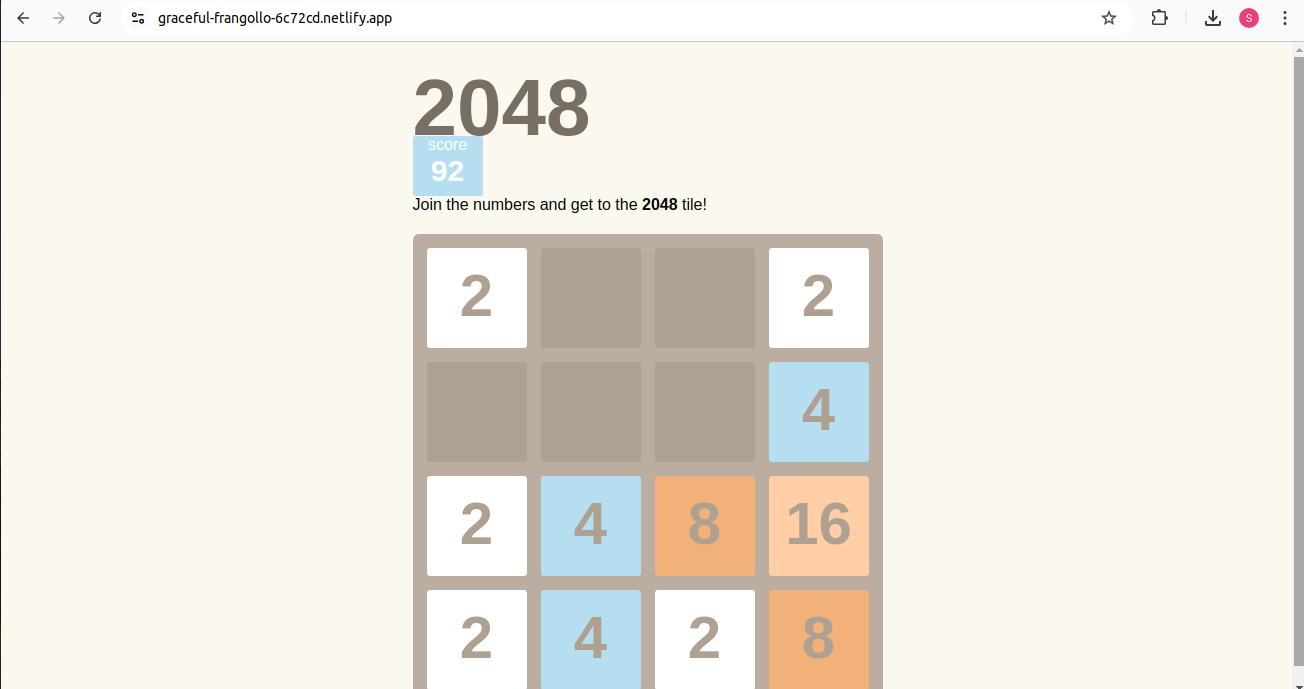 graceful-frangollo-6c72cd.netlify.app
S
2048
score
92
Join the numbers and get to the 2048 tile!
2 2
4
2 4 8 16
2 4 2 8